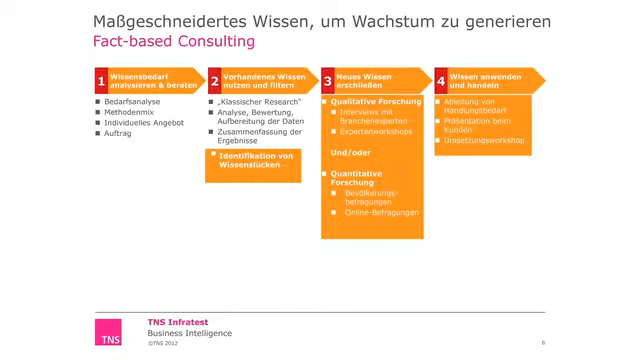 Maßgeschneidertes Wissen, um Wachstum zu generieren
Fact-based Consulting
1 Wissensbedarf
analysieren & beraten
Bedarfsanalyse
Methodenmix
Individuelles Angebot
Auftrag
2 Vorhandenes Wissen
nutzen und filtern
„Klassischer Research"
Analyse, Bewertung,
Aufbereitung der Daten
Zusammenfassung der
Ergebnisse
Identifikation von
Wissenslücken
3 Neues Wissen
erschließen
Qualitative Forschung
Interviews mit
Branchenexperten
Expertenworkshops
Und/oder
Quantitative
Forschung
Bevölkerungs-
befragungen
Online-Befragungen
4 Wissen anwenden
und handeln
Ableitung von
Handlungsbedarf
Präsentation beim
Kunden
Umsetzungsworkshop
TNS
TNS Infratest
Business Intelligence
©TNS 2012
6